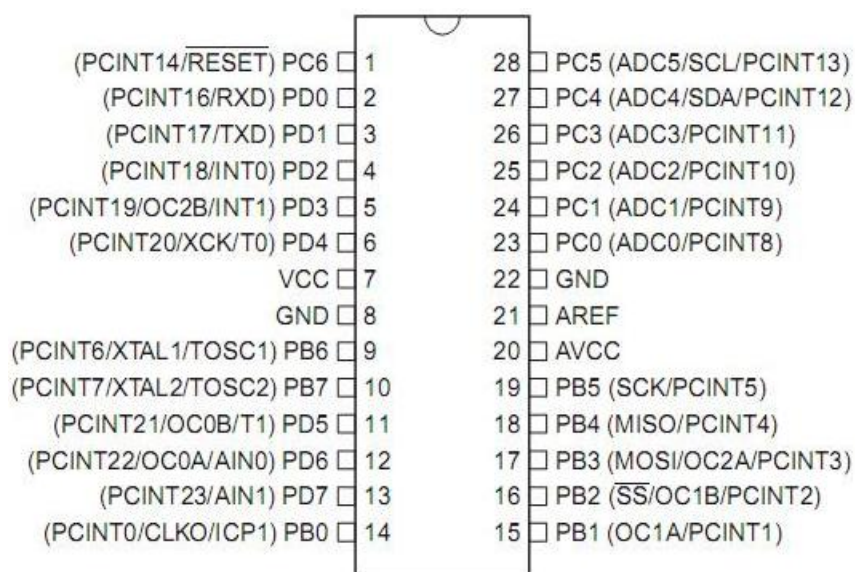 (PCINT14/RESET) PC6 1 28 PC5 (ADC5/SCL/PCINT13)
(PCINT16/RXD) PD0 2 27 PC4 (ADC4/SDA/PCINT12)
(PCINT17/TXD) PD1 3 26 PC3 (ADC3/PCINT11)
(PCINT18/INT0) PD2 4 25 PC2 (ADC2/PCINT10)
(PCINT19/OC2B/INT1) PD3 5 24 PC1 (ADC1/PCINT9)
(PCINT20/XCK/T0) PD4 6 23 PC0 (ADC0/PCINT8)
VCC 7 22 GND
GND 8 21 AREF
(PCINT6/XTAL1/TOSC1) PB6 9 20 AVCC
(PCINT7/XTAL2/TOSC2) PB7 10 19 PB5 (SCK/PCINT5)
(PCINT21/OC0B/T1) PD5 11 18 PB4 (MISO/PCINT4)
(PCINT22/OC0A/AIN0) PD6 12 17 PB3 (MOSI/OC2A/PCINT3)
(PCINT23/AIN1) PD7 13 16 PB2 (SS/OC1B/PCINT2)
(PCINT0/CLKO/ICP1) PB0 14 15 PB1 (OC1A/PCINT1)